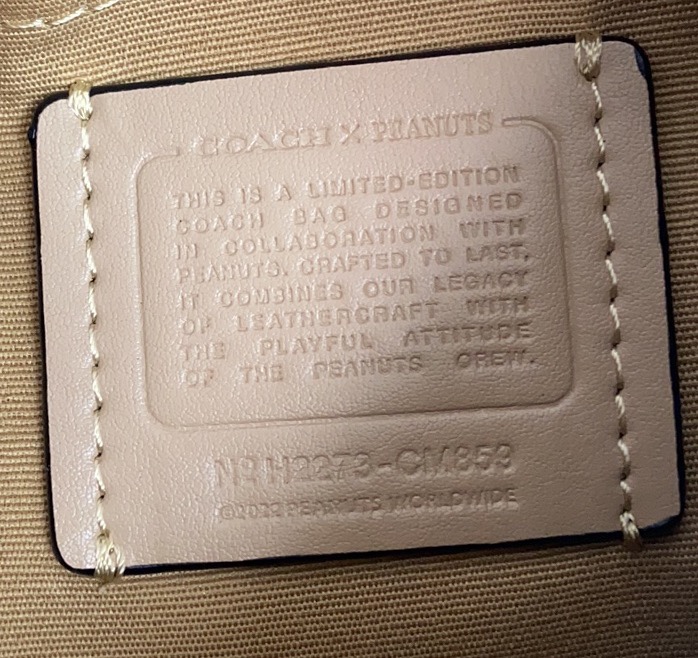 COACH X PEANUTS
THIS IS A LIMITED-EDITION
COACH BAG DESIGNED
IN COLLABORATION WITH
PEANUTS. CRAFTED TO LAST,
IT COMBINES OUR LEGACY
OF LEATHERCRAFT WITH
THE PLAYFUL ATTITUDE
OF THE PEANUTS CREW.
Nº H2273-CM853
©2022 PEANUTS WORLDWIDE